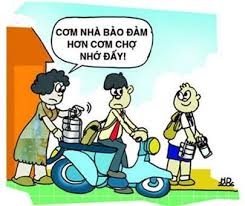 CƠM NHÀ BẢO ĐẢM
HƠN CƠM CHỢ
NHỚ ĐẤY!